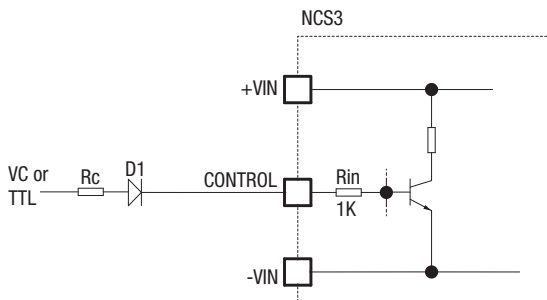 NCS3
+VIN
VC or
TTL
Rc
D1
CONTROL
Rin
1K
-VIN